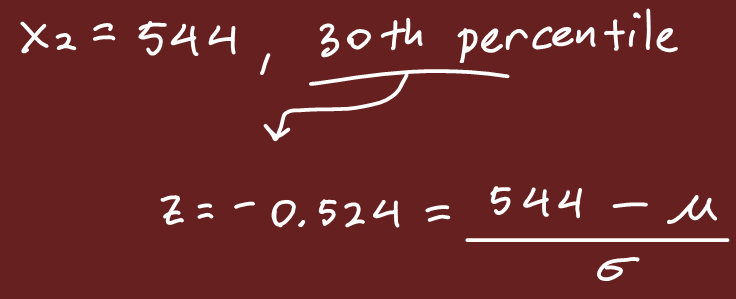 x₂ = 544, 30th percentile
z = -0.524 = (544 - μ) / σ